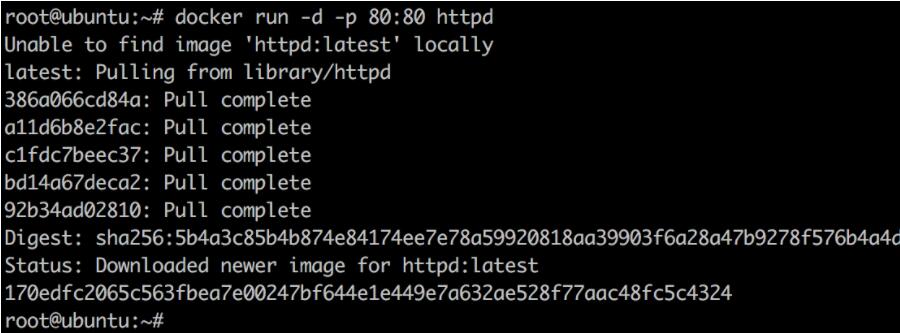 root@ubuntu:~# docker run -d -p 80:80 httpd
Unable to find image 'httpd:latest' locally
latest: Pulling from library/httpd
386a066cd84a: Pull complete
a11d6b8e2fac: Pull complete
c1fdc7beec37: Pull complete
bd14a67deca2: Pull complete
92b34ad02810: Pull complete
Digest: sha256:5b4a3c85b4b874e84174ee7e78a59920818aa39903f6a28a47b9278f576b4a4d
Status: Downloaded newer image for httpd:latest
170edfc2065c563fbea7e00247bf644e1e449e7a632ae528f77aac48fc5c4324
root@ubuntu:~#